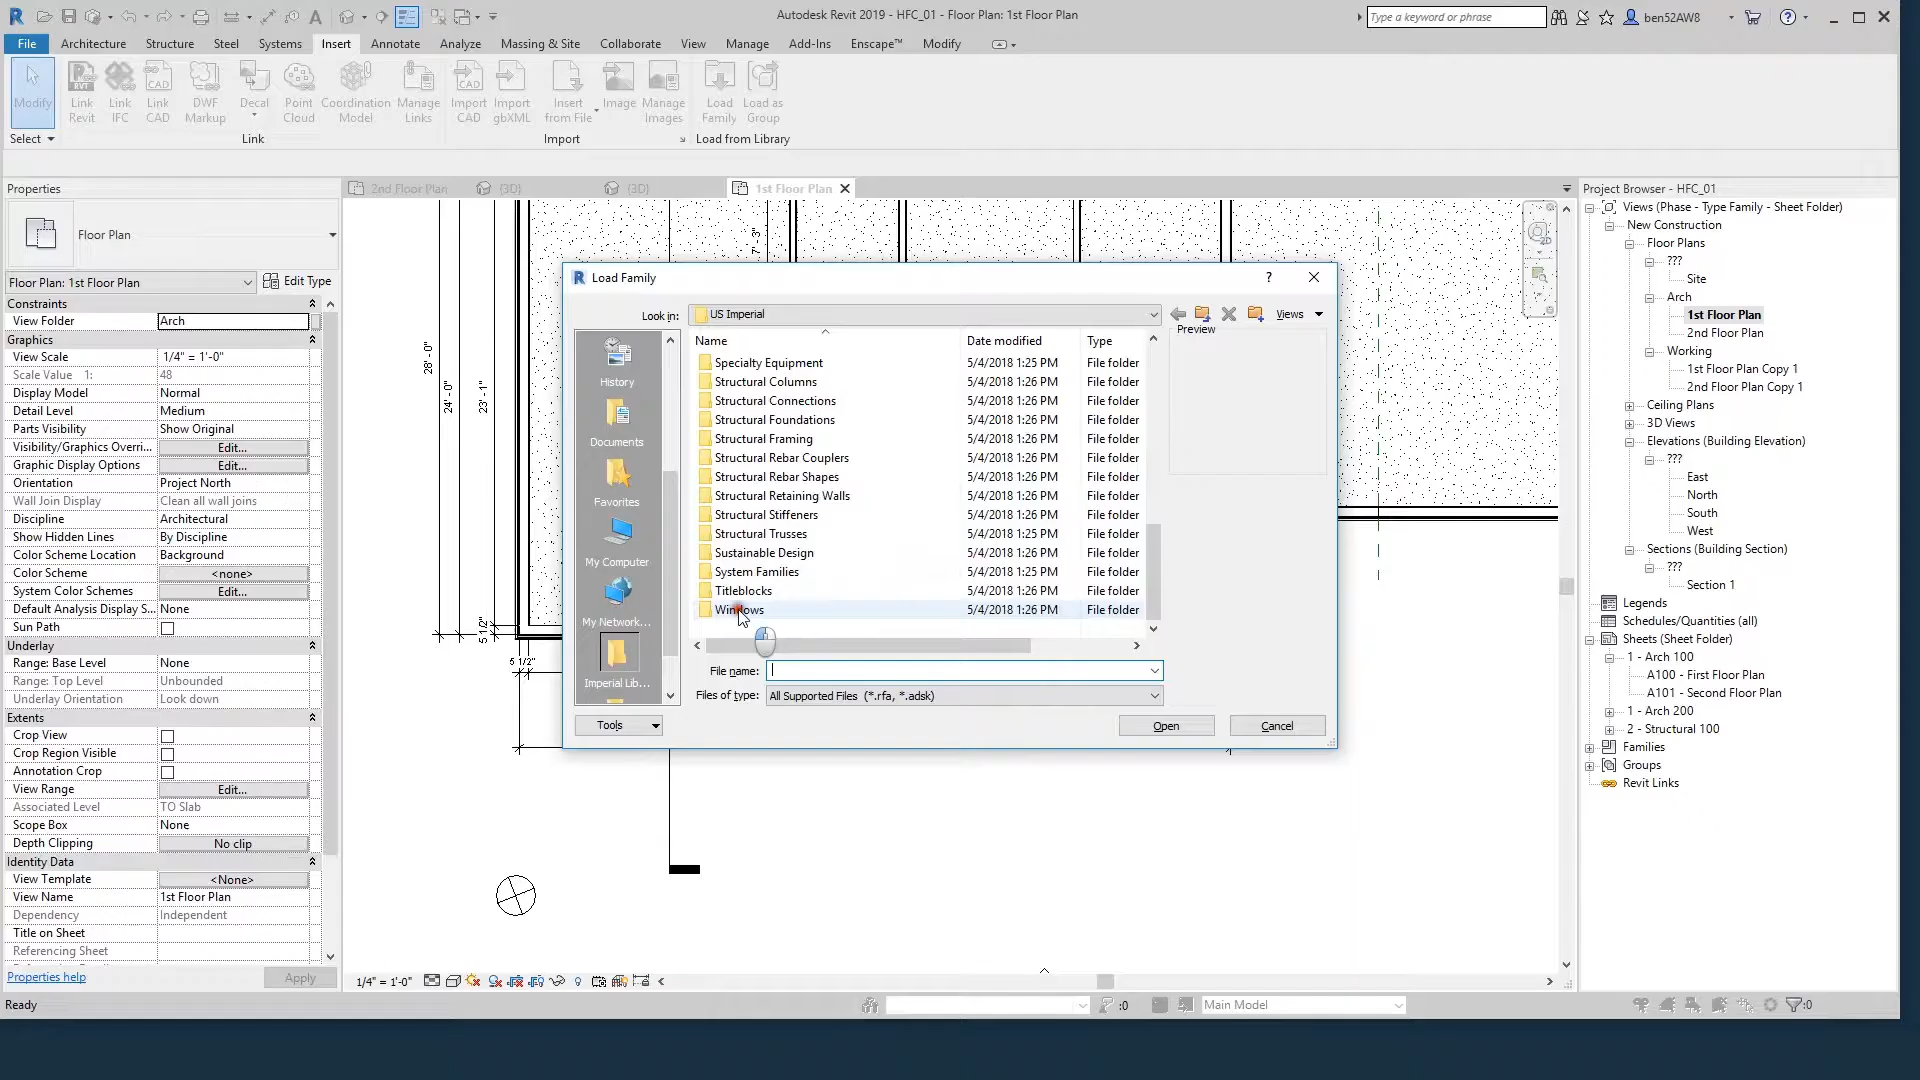 Autodesk Revit 2019 - HFC_01 - Floor Plan: 1st Floor Plan
Type a keyword or phrase
ben52AW8
File Architecture Structure Steel Systems Insert Annotate Analyze Massing & Site Collaborate View Manage Add-Ins Enscape™ Modify
Modify
Link Revit
Link IFC
Link CAD
DWF Markup
Decal
Point Cloud
Coordination Model
Manage Links
Import CAD
Import gbXML
Insert from File
Image
Manage Images
Load Family
Load as Group
Select
Link
Import
Load from Library
Properties
Floor Plan
Floor Plan: 1st Floor Plan
Edit Type
Constraints
View Folder Arch
Graphics
View Scale 1/4" = 1'-0"
Scale Value 1: 48
Display Model Normal
Detail Level Medium
Parts Visibility Show Original
Visibility/Graphics Overri... Edit...
Graphic Display Options Edit...
Orientation Project North
Wall Join Display Clean all wall joins
Discipline Architectural
Show Hidden Lines By Discipline
Color Scheme Location Background
Color Scheme <none>
System Color Schemes Edit...
Default Analysis Display S... None
Sun Path
Underlay
Range: Base Level None
Range: Top Level Unbounded
Underlay Orientation Look down
Extents
Crop View
Crop Region Visible
Annotation Crop
View Range Edit...
Associated Level TO Slab
Scope Box None
Depth Clipping No clip
Identity Data
View Template <None>
View Name 1st Floor Plan
Dependency Independent
Title on Sheet
Referencing Sheet
Properties help
Apply
Ready
2nd Floor Plan
{3D}
{3D}
1st Floor Plan
28' - 0"
24' - 0"
23' - 1"
7' - 3"
5 1/2"
5 1/2"
Load Family
Look in: US Imperial
Views
Preview
History
Documents
Favorites
My Computer
My Network...
Imperial Lib...
Name Date modified Type
Specialty Equipment 5/4/2018 1:25 PM File folder
Structural Columns 5/4/2018 1:26 PM File folder
Structural Connections 5/4/2018 1:26 PM File folder
Structural Foundations 5/4/2018 1:26 PM File folder
Structural Framing 5/4/2018 1:26 PM File folder
Structural Rebar Couplers 5/4/2018 1:26 PM File folder
Structural Rebar Shapes 5/4/2018 1:26 PM File folder
Structural Retaining Walls 5/4/2018 1:26 PM File folder
Structural Stiffeners 5/4/2018 1:26 PM File folder
Structural Trusses 5/4/2018 1:25 PM File folder
Sustainable Design 5/4/2018 1:26 PM File folder
System Families 5/4/2018 1:25 PM File folder
Titleblocks 5/4/2018 1:26 PM File folder
Windows 5/4/2018 1:26 PM File folder
File name:
Files of type: All Supported Files (*.rfa, *.adsk)
Tools
Open
Cancel
1/4" = 1'-0"
:0
Main Model
:0
2D
Project Browser - HFC_01
Views (Phase - Type Family - Sheet Folder)
New Construction
Floor Plans
???
Site
Arch
1st Floor Plan
2nd Floor Plan
Working
1st Floor Plan Copy 1
2nd Floor Plan Copy 1
Ceiling Plans
3D Views
Elevations (Building Elevation)
???
East
North
South
West
Sections (Building Section)
???
Section 1
Legends
Schedules/Quantities (all)
Sheets (Sheet Folder)
1 - Arch 100
A100 - First Floor Plan
A101 - Second Floor Plan
1 - Arch 200
2 - Structural 100
Families
Groups
Revit Links